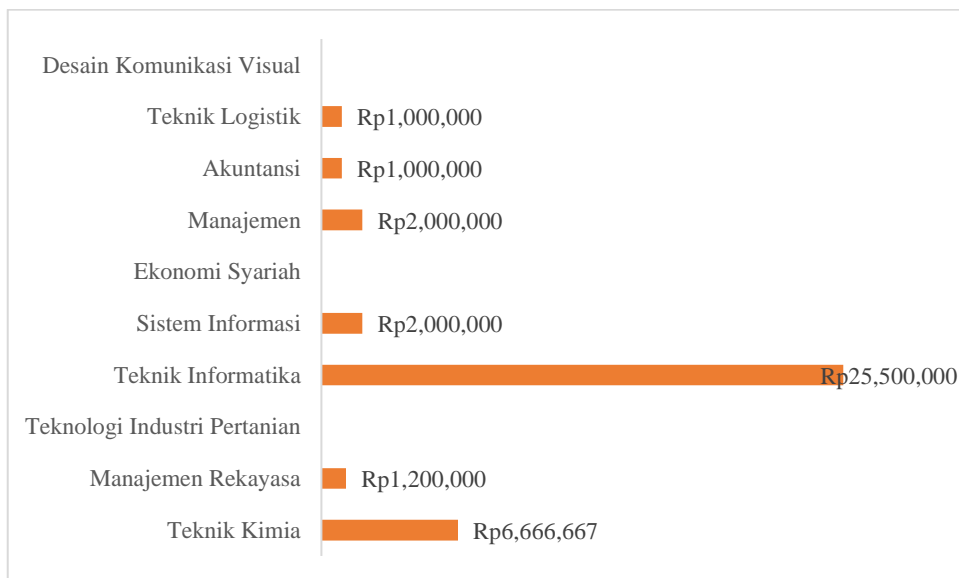 Desain Komunikasi Visual
Teknik Logistik Rp1,000,000
Akuntansi Rp1,000,000
Manajemen Rp2,000,000
Ekonomi Syariah
Sistem Informasi Rp2,000,000
Teknik Informatika Rp25,500,000
Teknologi Industri Pertanian
Manajemen Rekayasa Rp1,200,000
Teknik Kimia Rp6,666,667